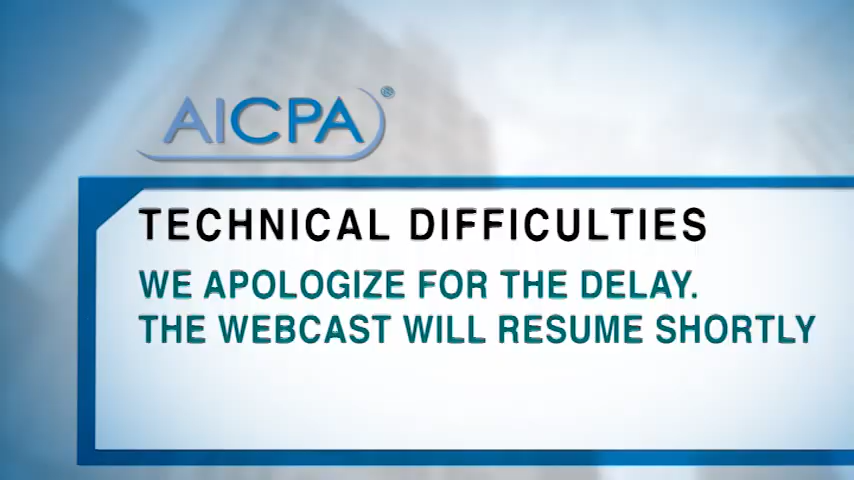 AICPA®
TECHNICAL DIFFICULTIES
WE APOLOGIZE FOR THE DELAY.
THE WEBCAST WILL RESUME SHORTLY